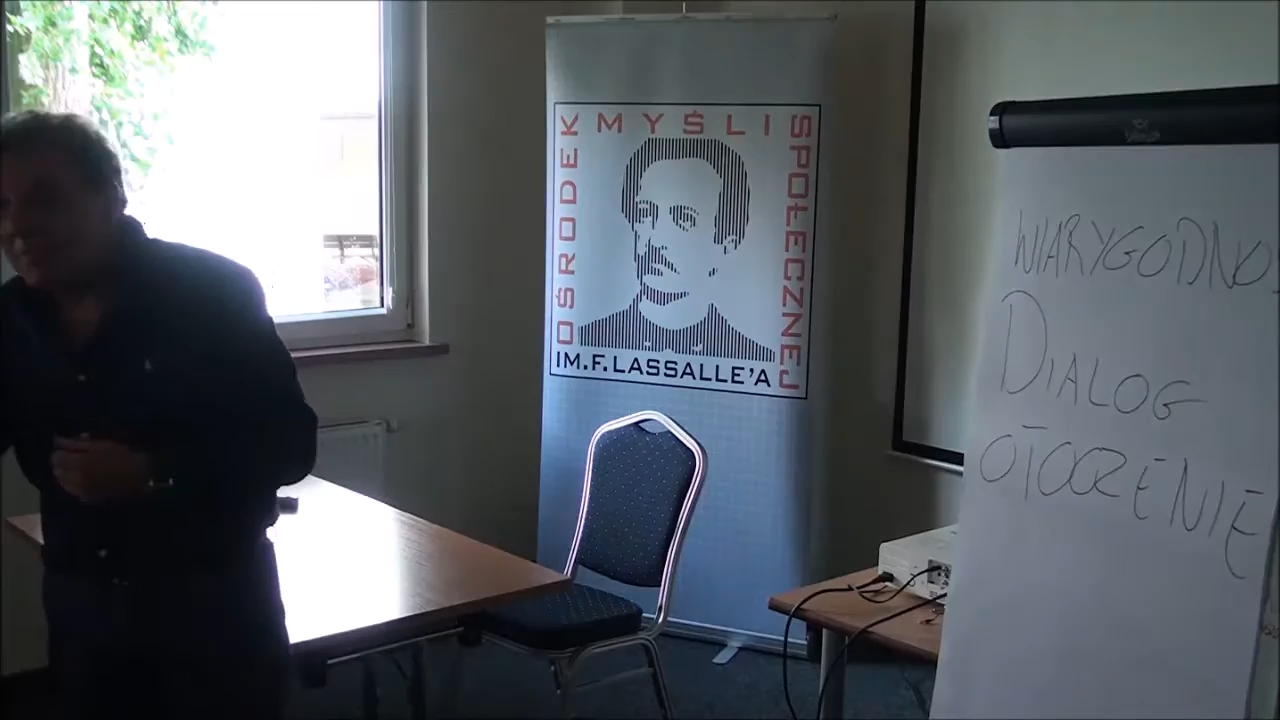 OŚRODEK MYŚLI SPOŁECZNEJ
IM.F.LASSALLE'A
WIARYGODNO
DIALOG
OTOCZENIE